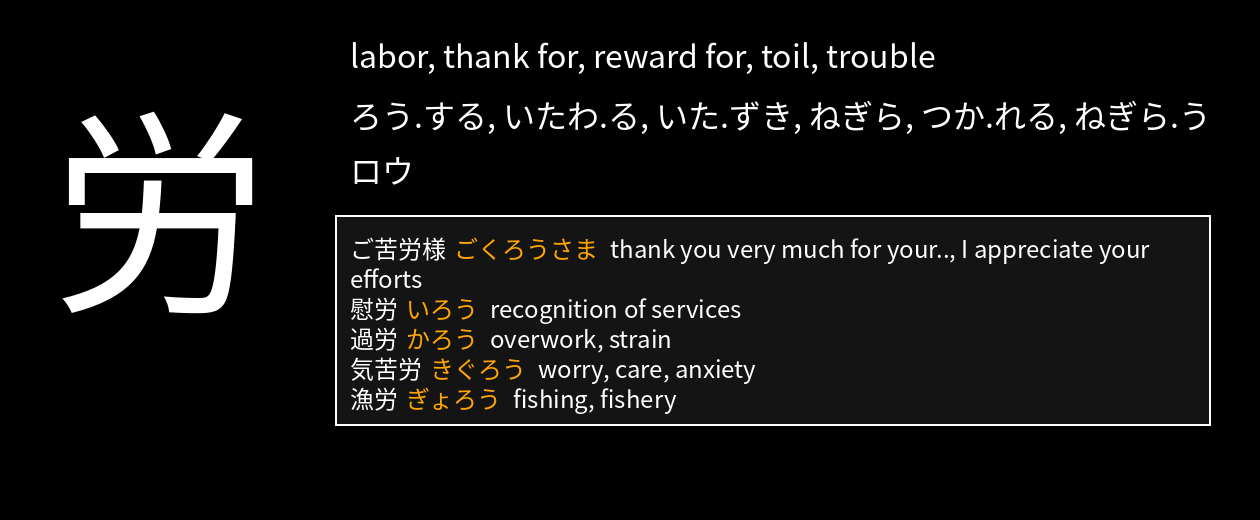 労
labor, thank for, reward for, toil, trouble
ろう.する, いたわ.る, いた.ずき, ねぎら, つか.れる, ねぎら.う
ロウ
ご苦労様 ごくろうさま thank you very much for your.., I appreciate your
efforts
慰労 いろう recognition of services
過労 かろう overwork, strain
気苦労 きぐろう worry, care, anxiety
漁労 ぎょろう fishing, fishery